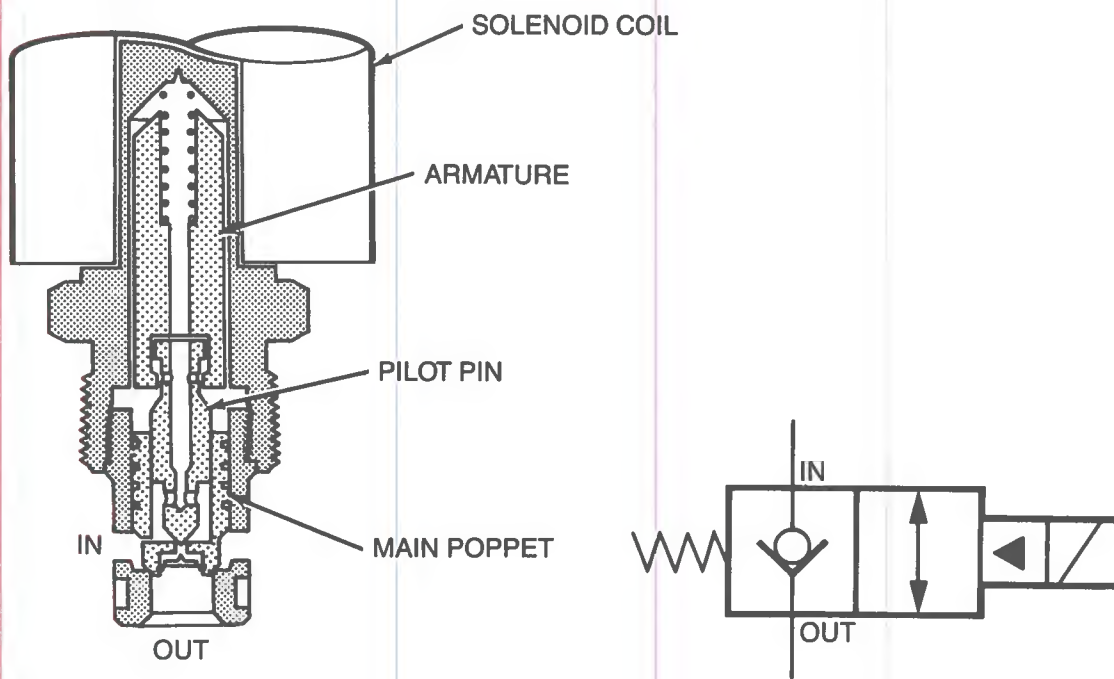 SOLENOID COIL
ARMATURE
PILOT PIN
MAIN POPPET
IN
OUT
IN
OUT